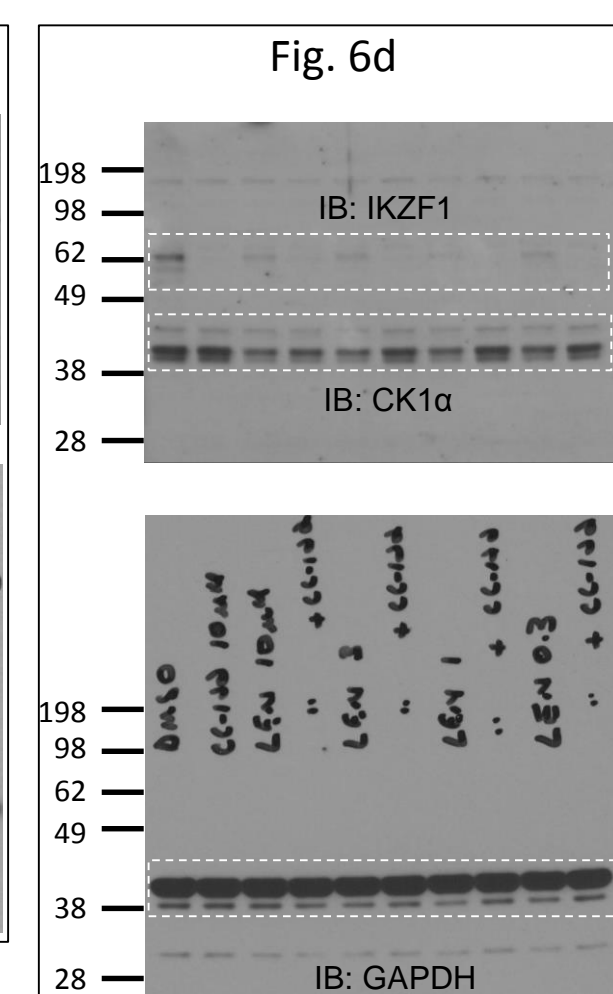 Fig. 6d
198
98
IB: IKZF1
62
49
38
IB: CK1α
28
DMSO
CC-122 10µM
LEN 10µM
" + CC-122
LEN 3
" + CC-122
LEN 1
" + CC-122
LEN 0.3
" + CC-122
198
98
62
49
38
28
IB: GAPDH